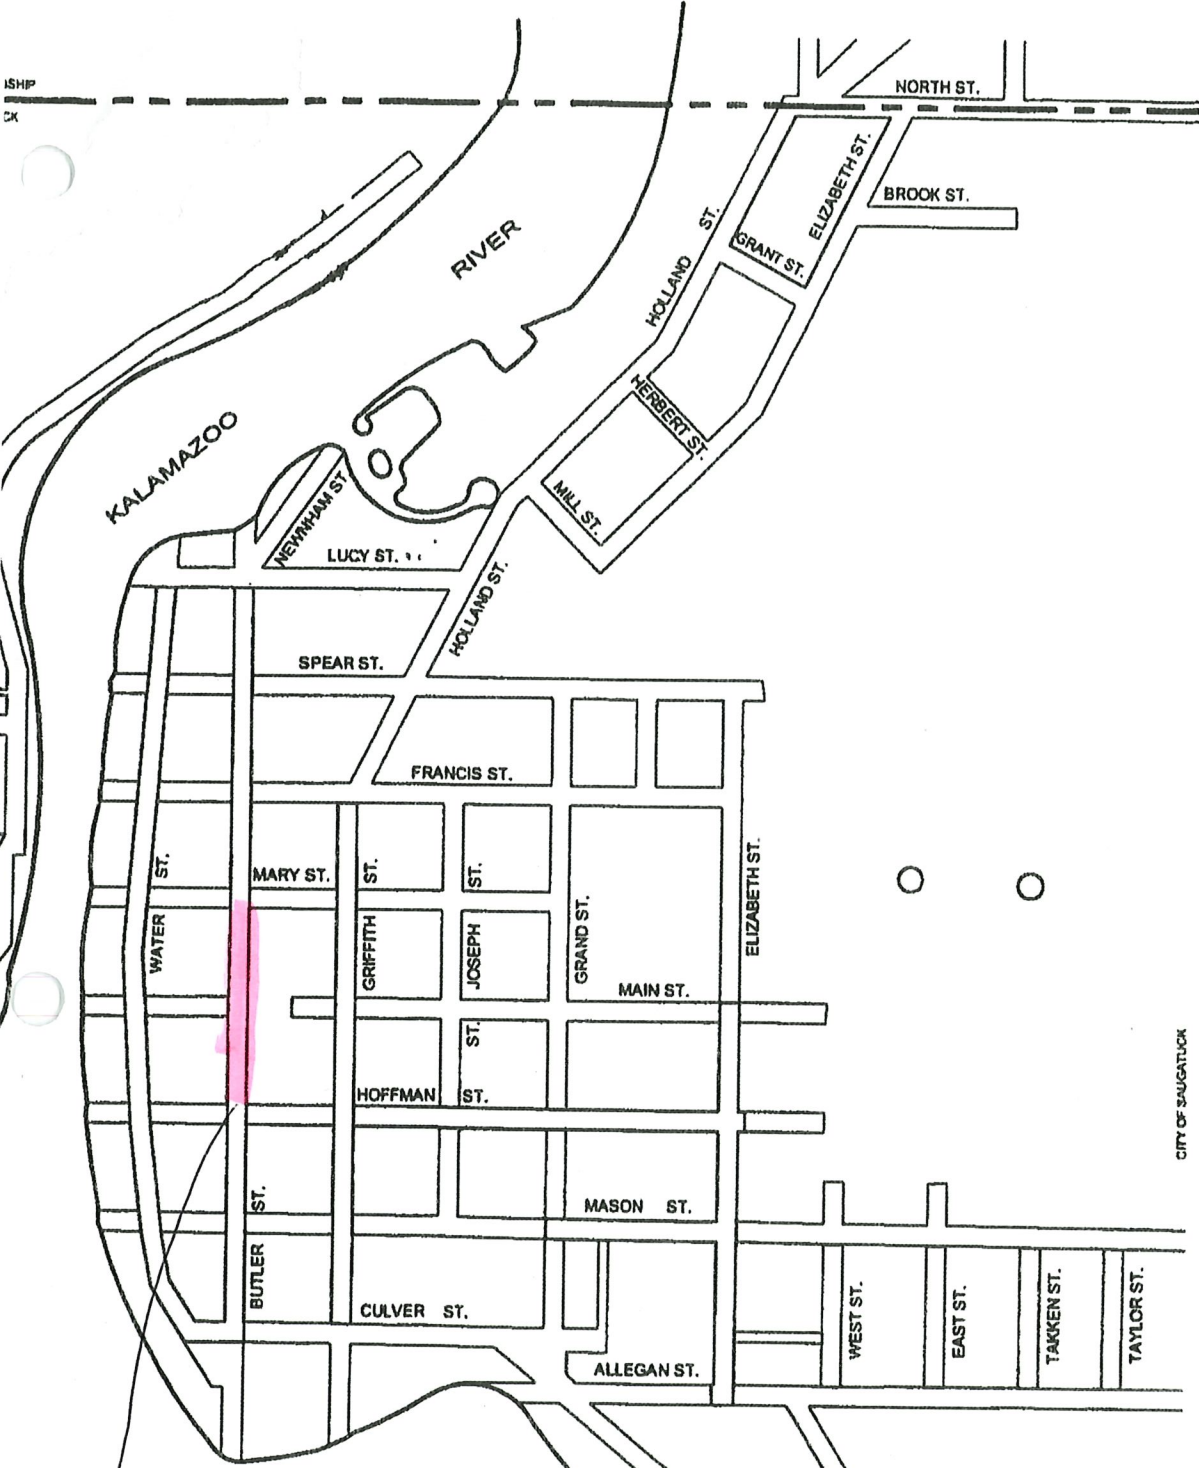 NORTH ST.
ELIZABETH ST.
BROOK ST.
HOLLAND ST.
GRANT ST.
RIVER
KALAMAZOO
HERBERT ST.
MILL ST.
NEWNHAM ST
LUCY ST.
HOLLAND ST.
SPEAR ST.
FRANCIS ST.
WATER ST.
MARY ST.
GRIFFITH ST.
JOSEPH ST.
GRAND ST.
ELIZABETH ST.
MAIN ST.
ST.
HOFFMAN ST.
CITY OF SAUGATUCK
MASON ST.
BUTLER ST.
CULVER ST.
ALLEGAN ST.
WEST ST.
EAST ST.
TAKKEN ST.
TAYLOR ST.